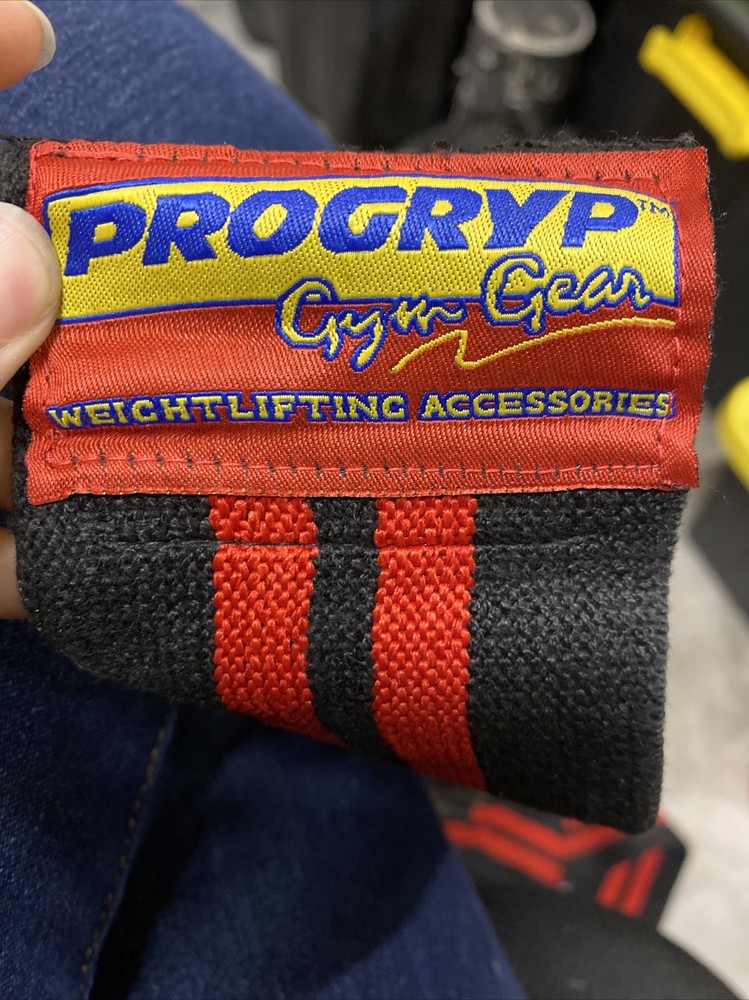 PROGRYP™
Gym Gear
WEIGHTLIFTING ACCESSORIES